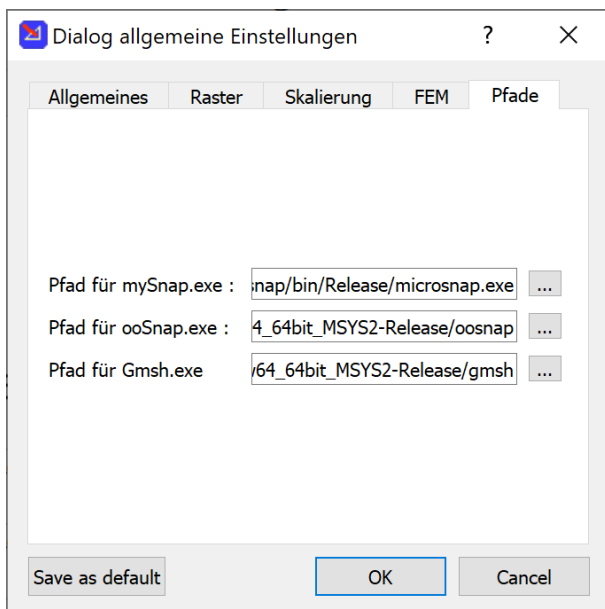 Dialog allgemeine Einstellungen ?
Allgemeines Raster Skalierung FEM Pfade
Pfad für mySnap.exe : snap/bin/Release/microsnap.exe ...
Pfad für ooSnap.exe : 4_64bit_MSYS2-Release/oosnap ...
Pfad für Gmsh.exe 64_64bit_MSYS2-Release/gmsh ...
Save as default OK Cancel